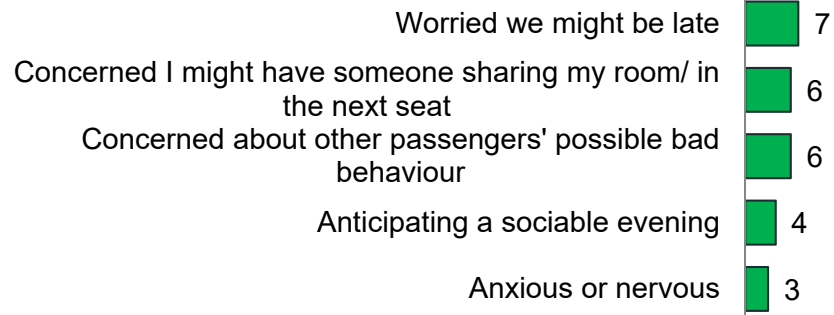 Worried we might be late 7
Concerned I might have someone sharing my room/ in
the next seat 6
Concerned about other passengers' possible bad
behaviour 6
Anticipating a sociable evening 4
Anxious or nervous 3